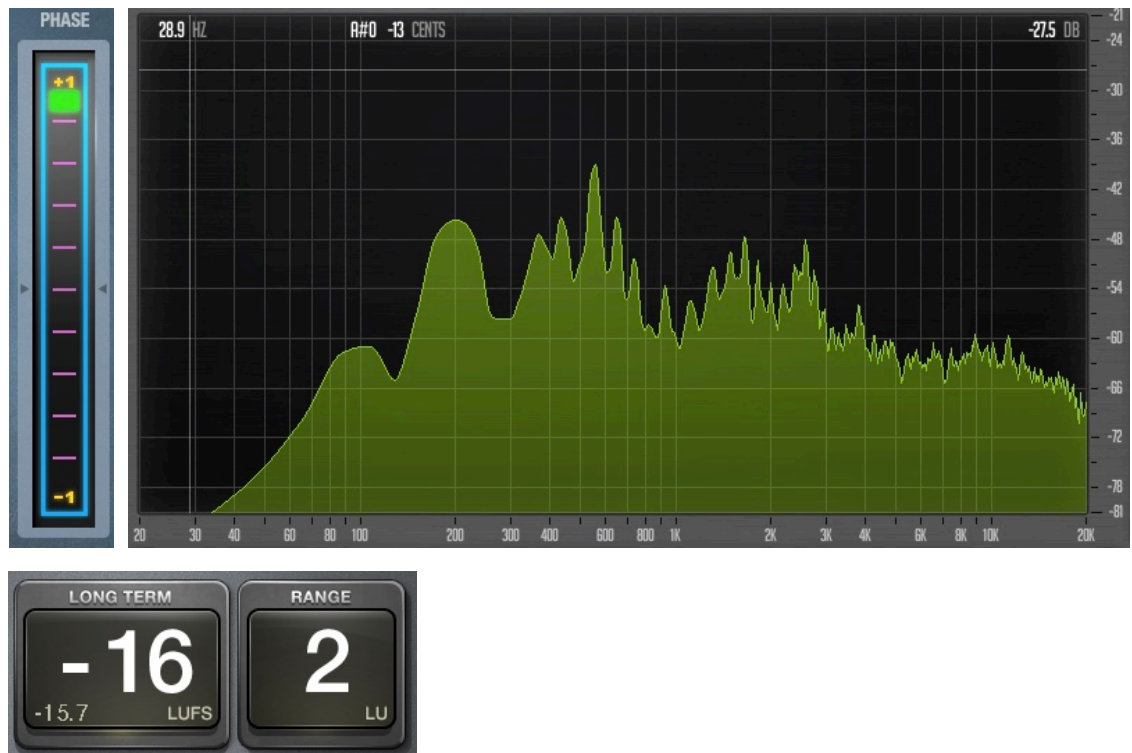 PHASE
+1
-1
28.9 HZ A#0 -13 CENTS -27.5 DB
-21
-24
-30
-36
-42
-48
-54
-60
-66
-72
-78
-81
20 30 40 60 80 100 200 300 400 600 800 1K 2K 3K 4K 6K 8K 10K 20K
LONG TERM
-16
-15.7 LUFS
RANGE
2
LU